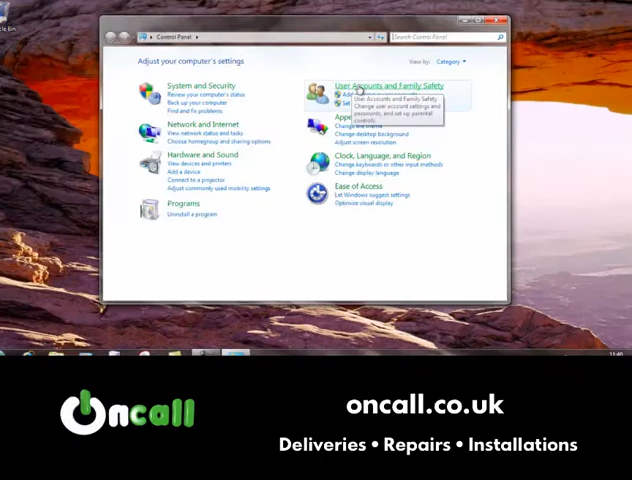 Control Panel
Search Control Panel
Adjust your computer's settings
View by: Category
System and Security
Review your computer's status
Back up your computer
Find and fix problems
Network and Internet
View network status and tasks
Choose homegroup and sharing options
Hardware and Sound
View devices and printers
Add a device
Connect to a projector
Adjust commonly used mobility settings
Programs
Uninstall a program
User Accounts and Family Safety
User Accounts and Family Safety
Change user account settings and
passwords, and set up parental
controls.
Change desktop background
Adjust screen resolution
Clock, Language, and Region
Change keyboards or other input methods
Change display language
Ease of Access
Let Windows suggest settings
Optimize visual display
Oncall
oncall.co.uk
Deliveries • Repairs • Installations